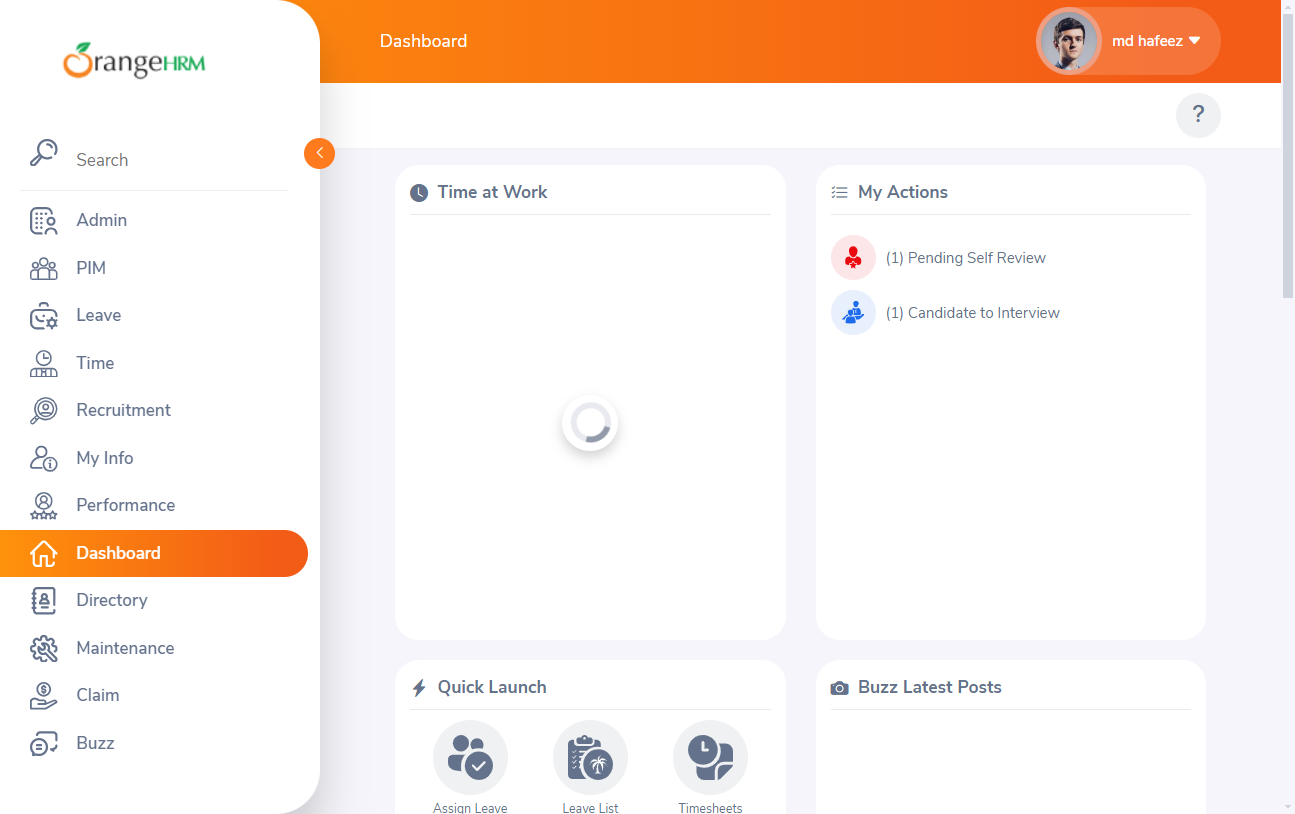 OrangeHRM
Search
Admin
PIM
Leave
Time
Recruitment
My Info
Performance
Dashboard
Directory
Maintenance
Claim
Buzz
Dashboard
md hafeez
?
Time at Work
My Actions
(1) Pending Self Review
(1) Candidate to Interview
Quick Launch
Assign Leave
Leave List
Timesheets
Buzz Latest Posts